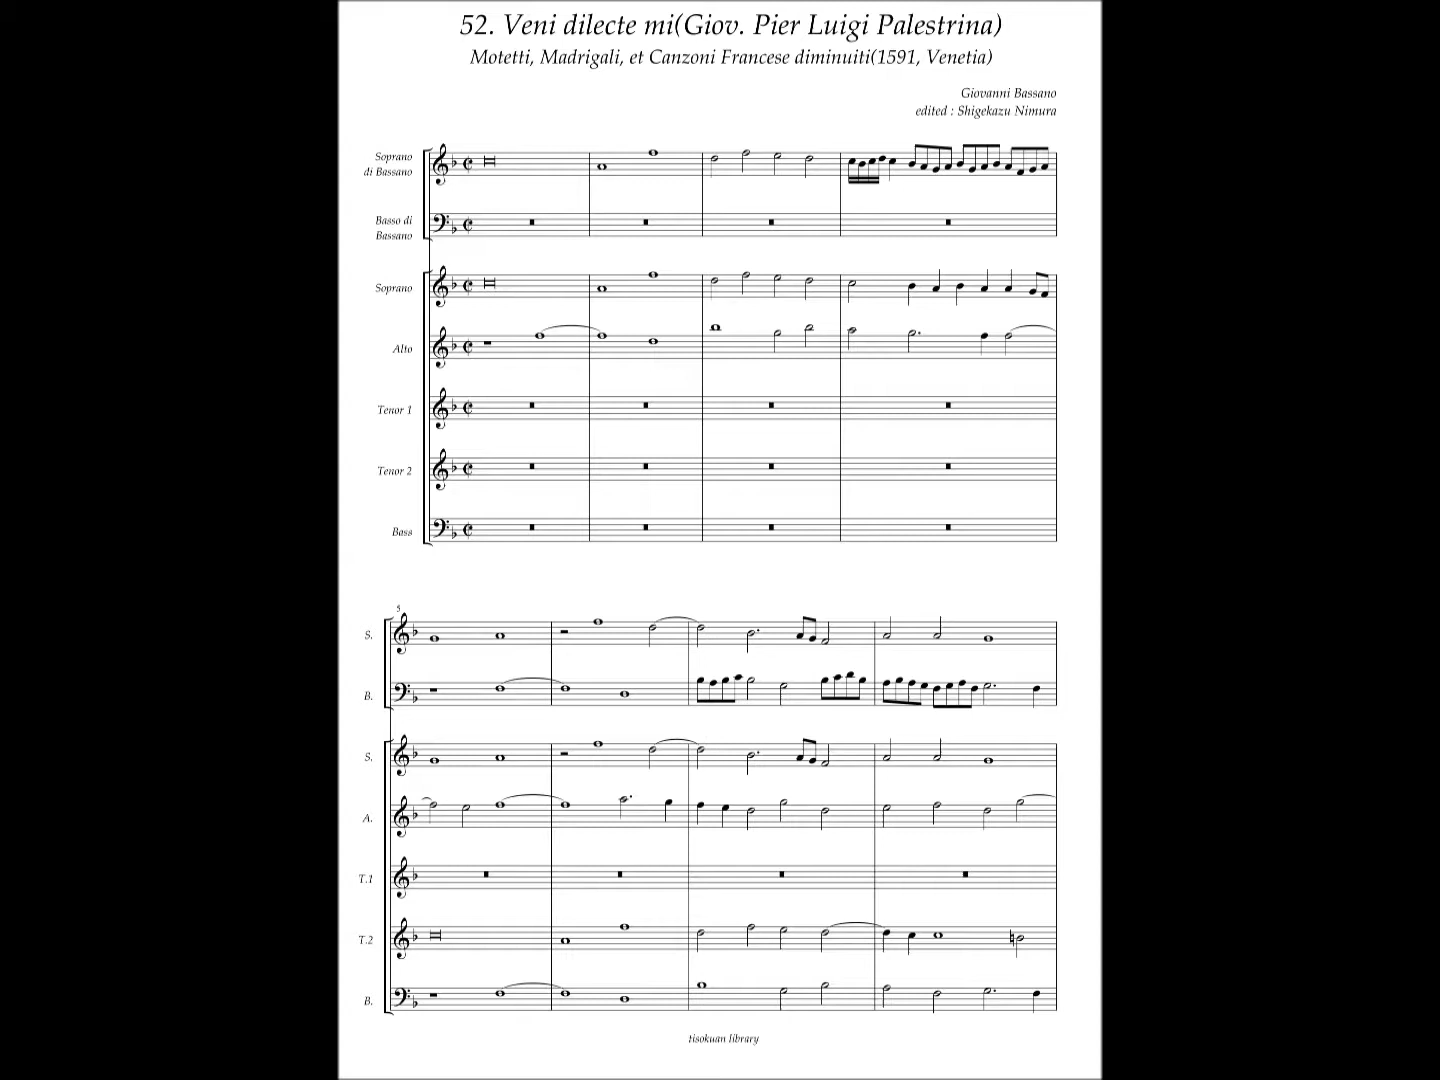 52. Veni dilecte mi(Giov. Pier Luigi Palestrina)
Motetti, Madrigali, et Canzoni Francese diminuiti(1591, Venetia)
Giovanni Bassano
edited : Shigekazu Nimura
Soprano
di Bassano
Basso di
Bassano
Soprano
Alto
Tenor 1
Tenor 2
Bass
5
S.
B.
S.
A.
T.1
T.2
B.
tisokuan library